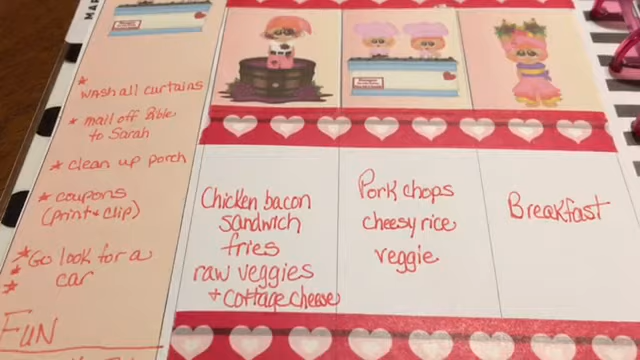 MAR
* wash all curtains
* mail off Bible
to Sarah
* clean up porch
* coupons
(print & clip)
* Go look for a
* car
*
FUN
Chicken bacon
sandwich
fries
raw veggies
+ cottage cheese
Pork chops
cheesy rice
veggie
Breakfast